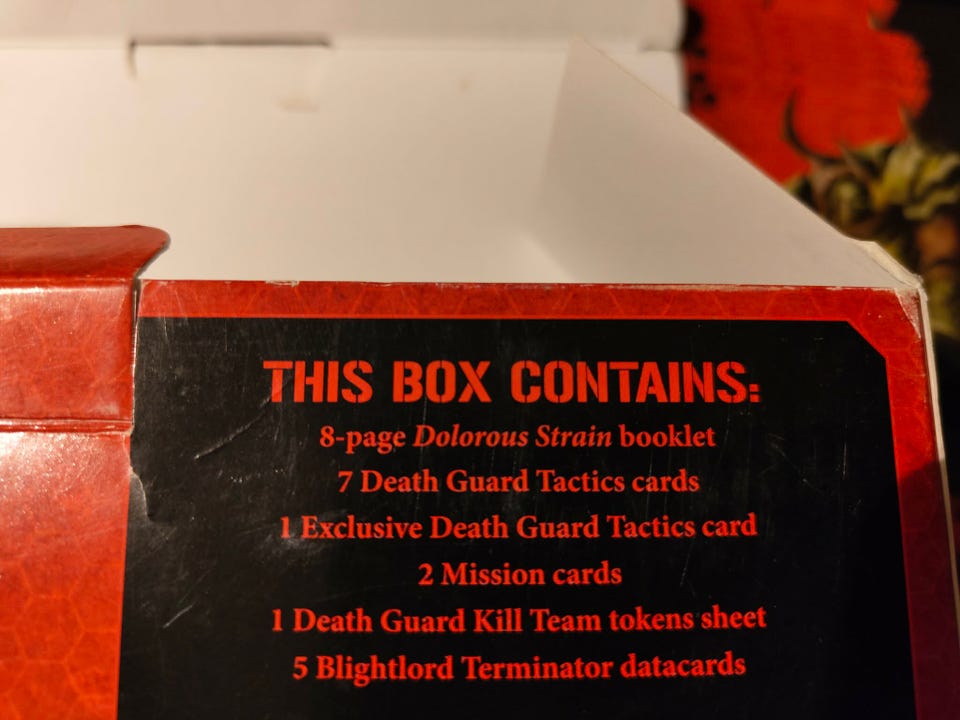 THIS BOX CONTAINS:
8-page Dolorous Strain booklet
7 Death Guard Tactics cards
1 Exclusive Death Guard Tactics card
2 Mission cards
1 Death Guard Kill Team tokens sheet
5 Blightlord Terminator datacards